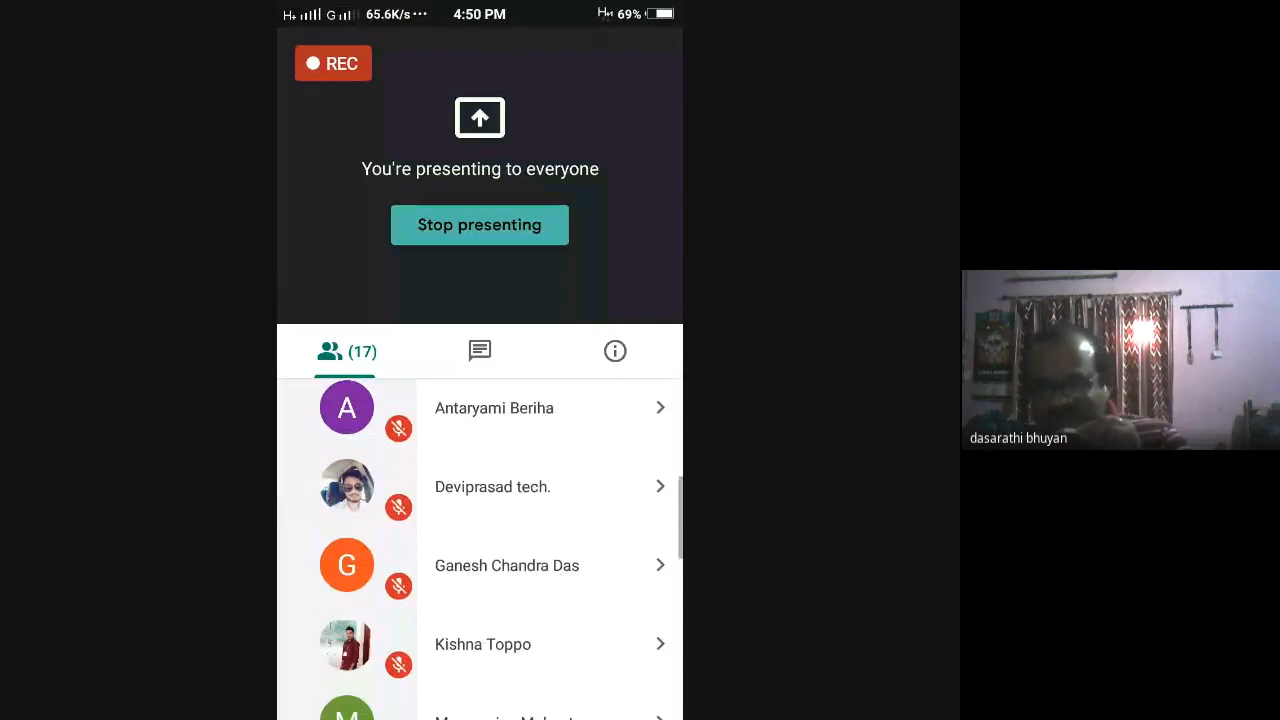 H+ G 65.6K/s ··· 4:50 PM 69%
REC
You're presenting to everyone
Stop presenting
(17)
A Antaryami Beriha
Deviprasad tech.
G Ganesh Chandra Das
Kishna Toppo
M
dasarathi bhuyan